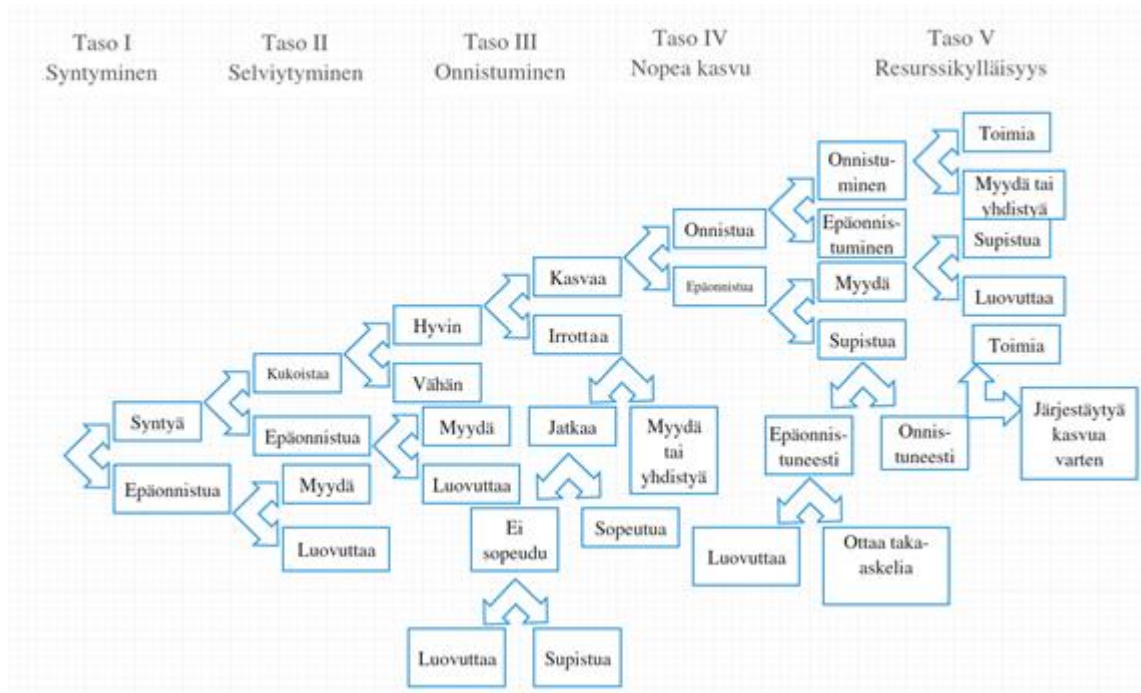 Taso I
Syntyminen
Taso II
Selviytyminen
Taso III
Onnistuminen
Taso IV
Nopea kasvu
Taso V
Resurssikylläisyys
Toimia
Onnistu-
minen
Myydä tai
yhdistyä
Onnistua
Epäonnis-
tuminen
Supistua
Kasvaa
Epäonnistua
Myydä
Luovuttaa
Hyvin
Irrottaa
Supistua
Toimia
Kukoistaa
Vähän
Syntyä
Epäonnistua
Myydä
Jatkaa
Myydä
tai
yhdistyä
Epäonnis-
tuneesti
Onnis-
tuneesti
Järjestäytyä
kasvua
varten
Epäonnistua
Myydä
Luovuttaa
Luovuttaa
Ei
sopeudu
Sopeutua
Luovuttaa
Ottaa taka-
askelia
Luovuttaa
Supistua